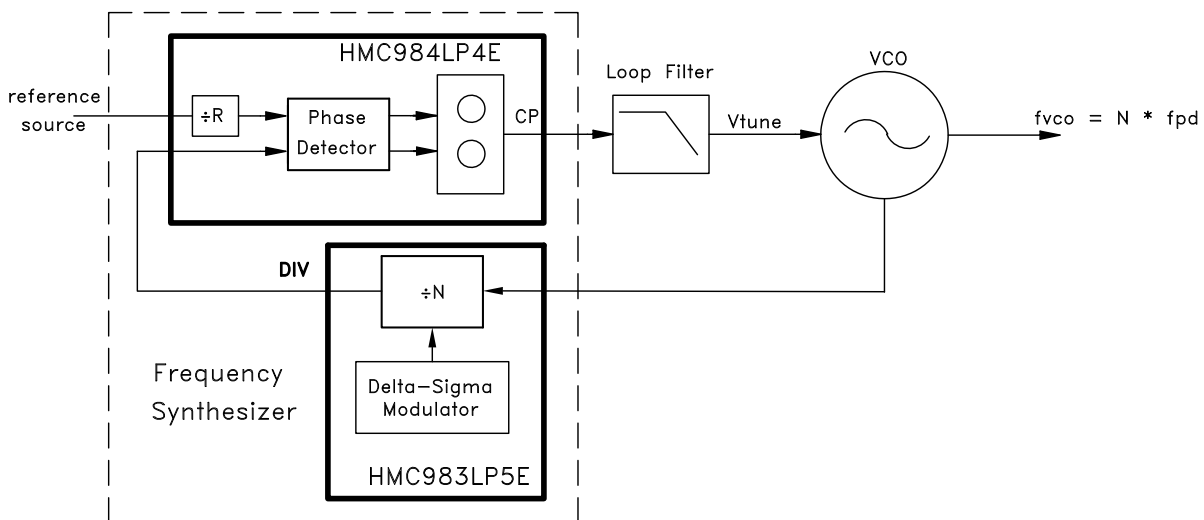 HMC984LP4E
VCO
Loop Filter
reference
source
÷R
Phase
Detector
CP
Vtune
fvco = N * fpd
DIV
÷N
Frequency
Synthesizer
Delta-Sigma
Modulator
HMC983LP5E